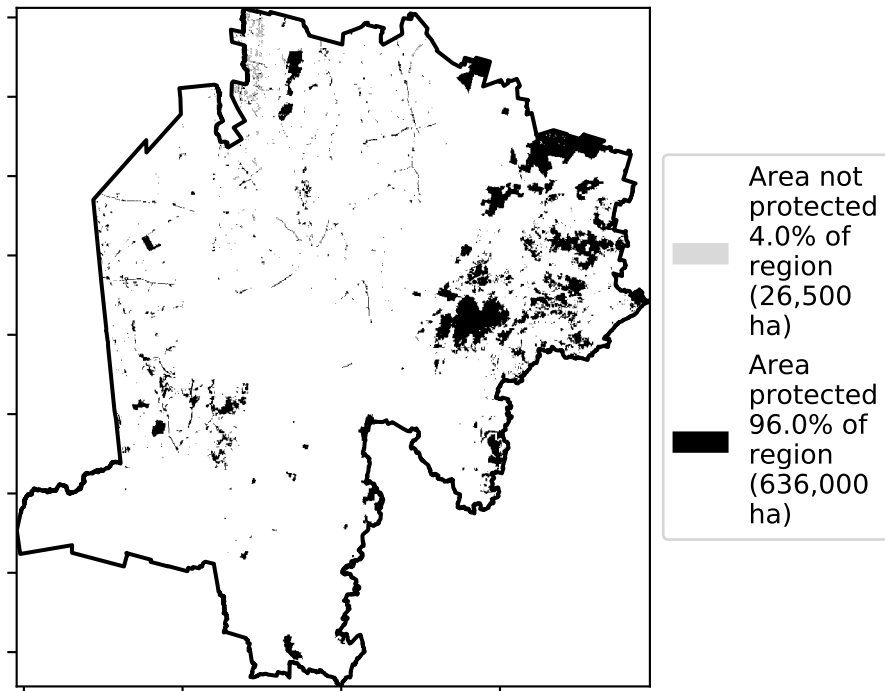 Area not
protected
4.0% of
region
(26,500
ha)
Area
protected
96.0% of
region
(636,000
ha)